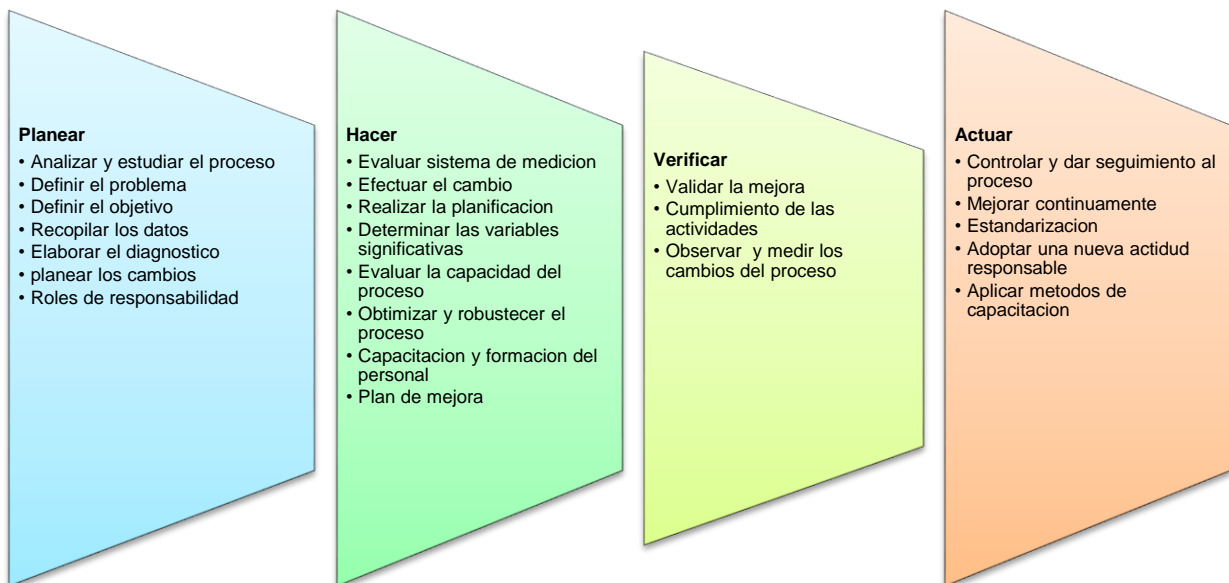 Planear
• Analizar y estudiar el proceso
• Definir el problema
• Definir el objetivo
• Recopilar los datos
• Elaborar el diagnostico
• planear los cambios
• Roles de responsabilidad
Hacer
• Evaluar sistema de medicion
• Efectuar el cambio
• Realizar la planificacion
• Determinar las variables
significativas
• Evaluar la capacidad del
proceso
• Obtimizar y robustecer el
proceso
• Capacitacion y formacion del
personal
• Plan de mejora
Verificar
• Validar la mejora
• Cumplimiento de las
actividades
• Observar y medir los
cambios del proceso
Actuar
• Controlar y dar seguimiento al
proceso
• Mejorar continuamente
• Estandarizacion
• Adoptar una nueva actidud
responsable
• Aplicar metodos de
capacitacion